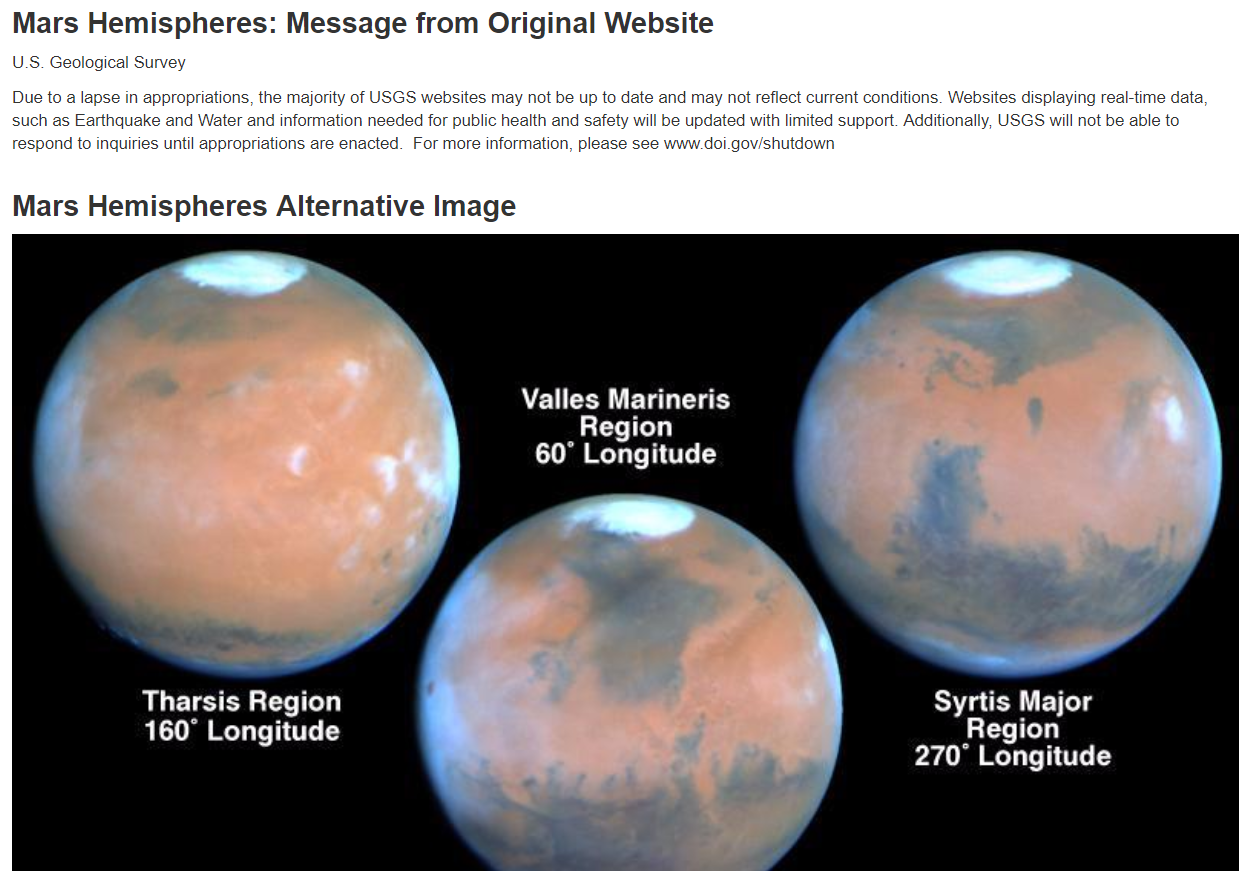 Mars Hemispheres: Message from Original Website
U.S. Geological Survey
Due to a lapse in appropriations, the majority of USGS websites may not be up to date and may not reflect current conditions. Websites displaying real-time data,
such as Earthquake and Water and information needed for public health and safety will be updated with limited support. Additionally, USGS will not be able to
respond to inquiries until appropriations are enacted.  For more information, please see www.doi.gov/shutdown
Mars Hemispheres Alternative Image
Valles Marineris
Region
60° Longitude
Tharsis Region
160° Longitude
Syrtis Major
Region
270° Longitude